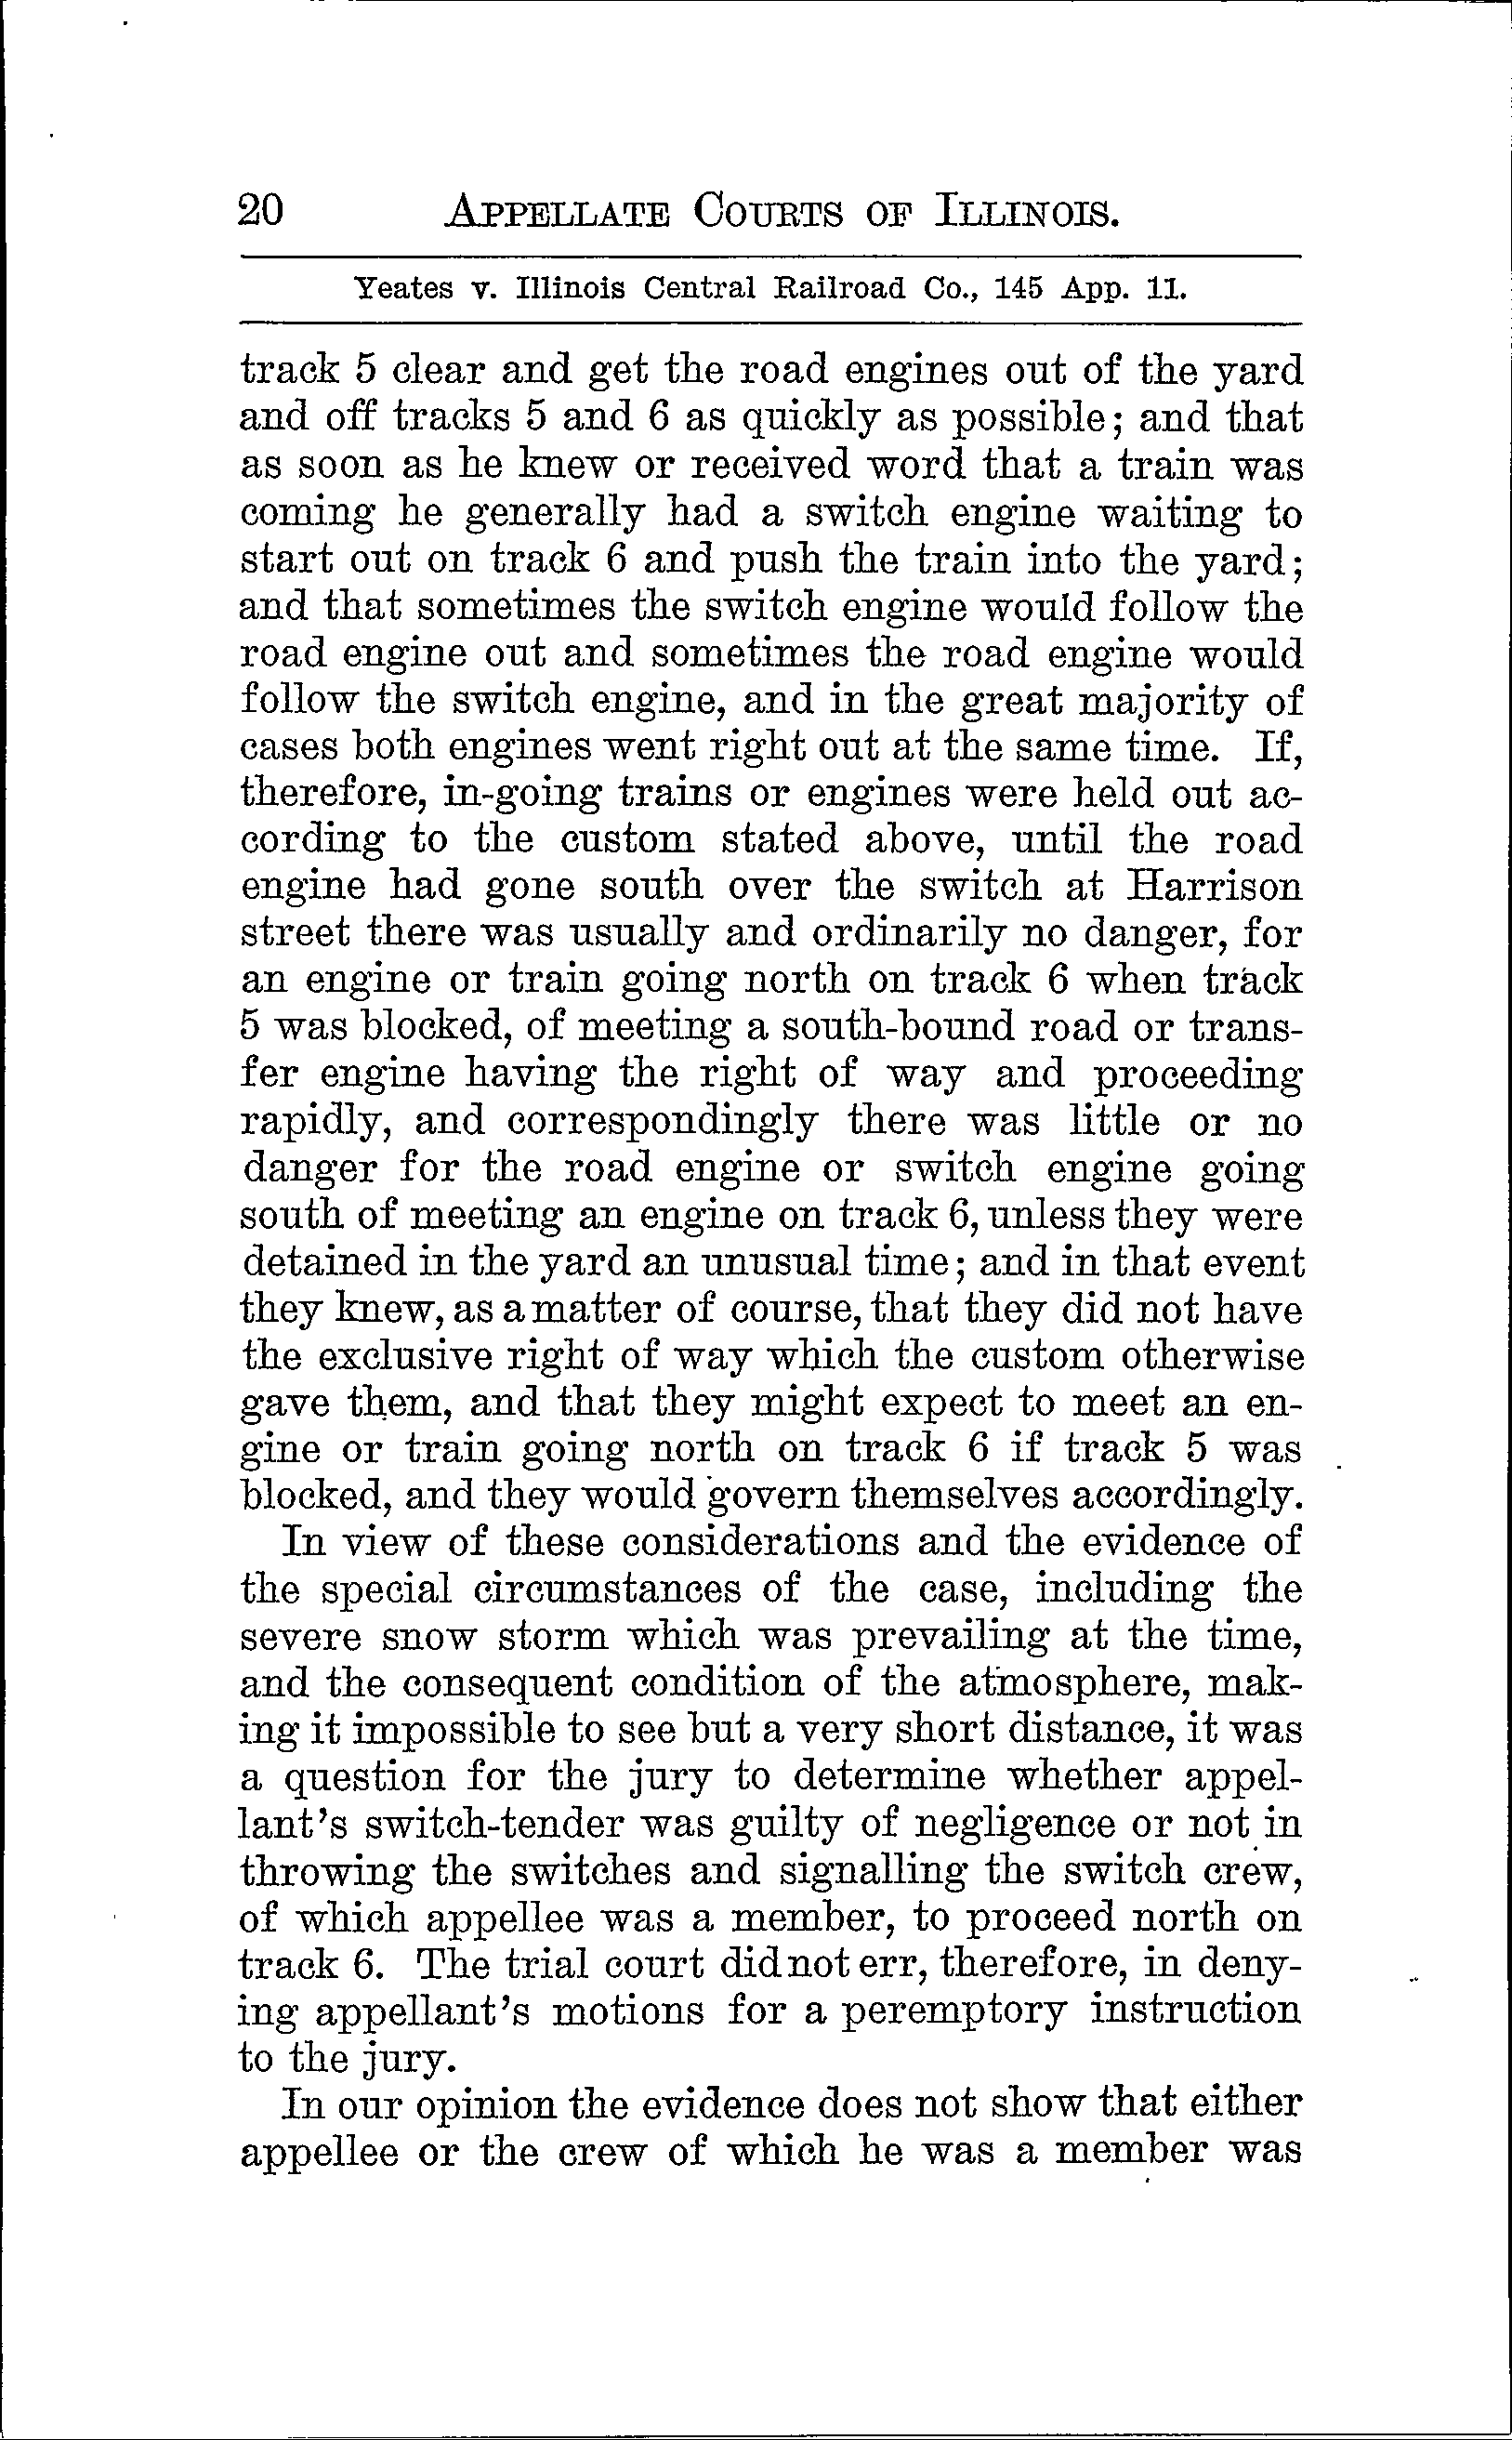 20 APPELLATE COURTS OF ILLINOIS.
Yeates v. Illinois Central Railroad Co., 145 App. 11.
track 5 clear and get the road engines out of the yard
and off tracks 5 and 6 as quickly as possible; and that
as soon as he knew or received word that a train was
coming he generally had a switch engine waiting to
start out on track 6 and push the train into the yard;
and that sometimes the switch engine would follow the
road engine out and sometimes the road engine would
follow the switch engine, and in the great majority of
cases both engines went right out at the same time. If,
therefore, in-going trains or engines were held out ac-
cording to the custom stated above, until the road
engine had gone south over the switch at Harrison
street there was usually and ordinarily no danger, for
an engine or train going north on track 6 when track
5 was blocked, of meeting a south-bound road or trans-
fer engine having the right of way and proceeding
rapidly, and correspondingly there was little or no
danger for the road engine or switch engine going
south of meeting an engine on track 6, unless they were
detained in the yard an unusual time; and in that event
they knew, as a matter of course, that they did not have
the exclusive right of way which the custom otherwise
gave them, and that they might expect to meet an en-
gine or train going north on track 6 if track 5 was
blocked, and they would govern themselves accordingly.
In view of these considerations and the evidence of
the special circumstances of the case, including the
severe snow storm which was prevailing at the time,
and the consequent condition of the atmosphere, mak-
ing it impossible to see but a very short distance, it was
a question for the jury to determine whether appel-
lant's switch-tender was guilty of negligence or not in
throwing the switches and signalling the switch crew,
of which appellee was a member, to proceed north on
track 6. The trial court did not err, therefore, in deny-
ing appellant's motions for a peremptory instruction
to the jury.
In our opinion the evidence does not show that either
appellee or the crew of which he was a member was